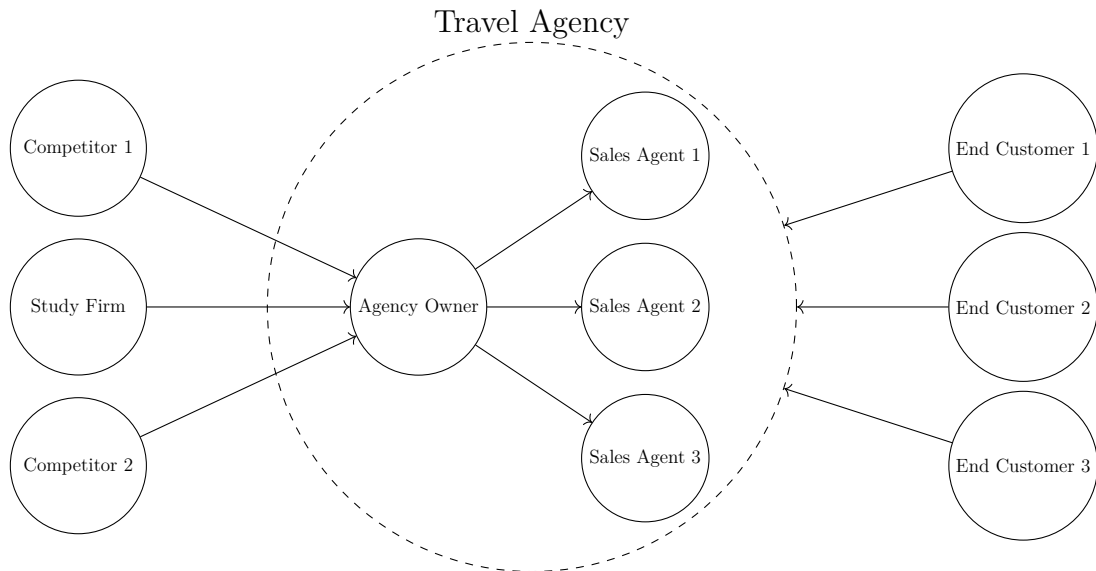 Travel Agency
Competitor 1
Study Firm
Competitor 2
Agency Owner
Sales Agent 1
Sales Agent 2
Sales Agent 3
End Customer 1
End Customer 2
End Customer 3